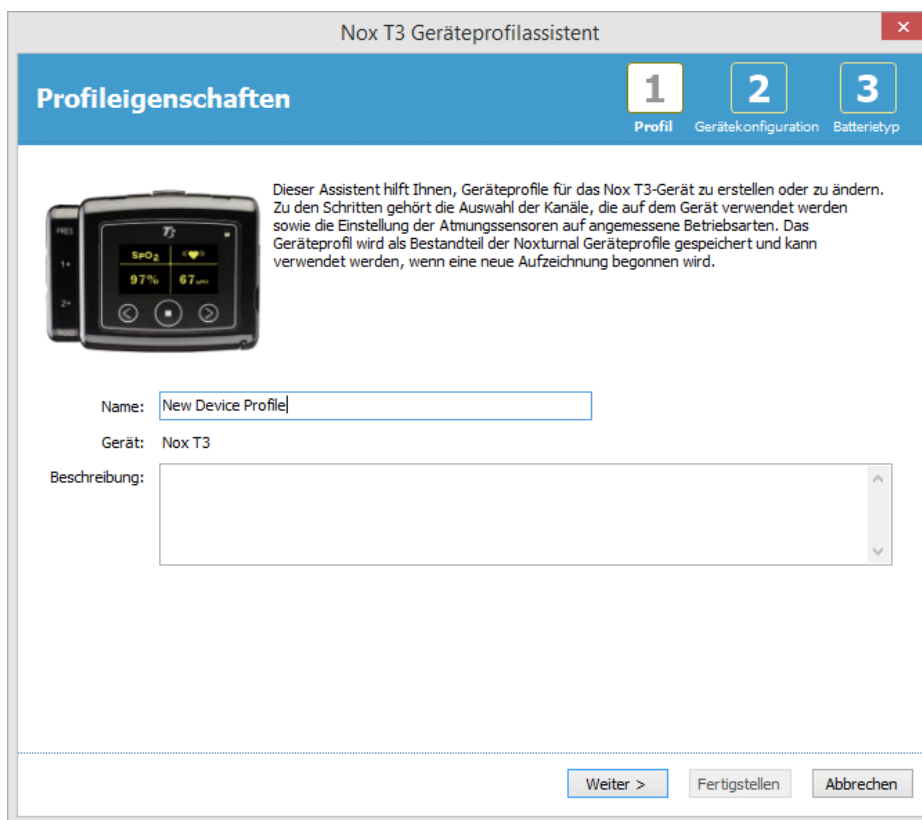 Nox T3 Geräteprofilassistent
Profileigenschaften
1 2 3
Profil Gerätekonfiguration Batterietyp
Dieser Assistent hilft Ihnen, Geräteprofile für das Nox T3-Gerät zu erstellen oder zu ändern.
Zu den Schritten gehört die Auswahl der Kanäle, die auf dem Gerät verwendet werden
sowie die Einstellung der Atmungssensoren auf angemessene Betriebsarten. Das
Geräteprofil wird als Bestandteil der Noxturnal Geräteprofile gespeichert und kann
verwendet werden, wenn eine neue Aufzeichnung begonnen wird.
PRES
T3
SpO2
1+
97% 67
2+
Name: New Device Profile
Gerät: Nox T3
Beschreibung:
Weiter > Fertigstellen Abbrechen